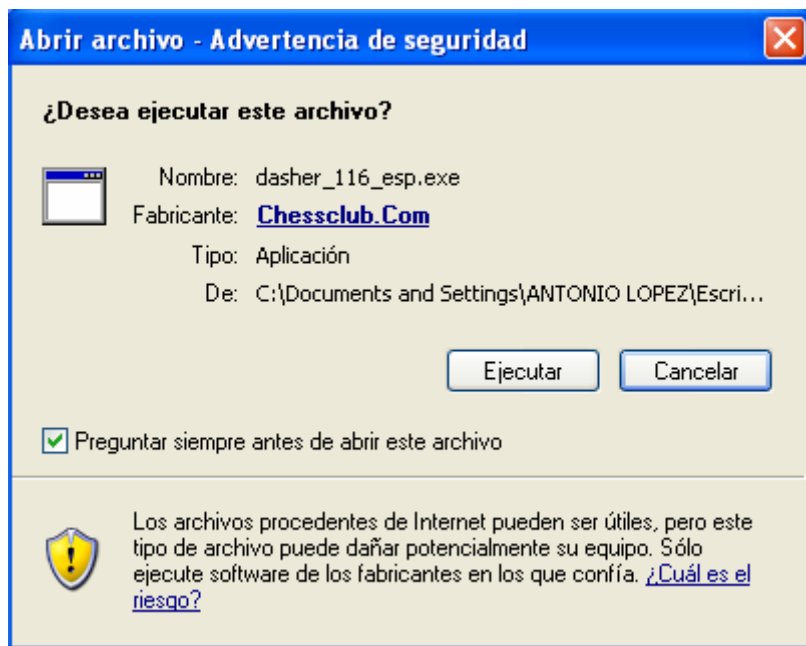 Abrir archivo - Advertencia de seguridad
¿Desea ejecutar este archivo?
Nombre: dasher_116_esp.exe
Fabricante: Chessclub.Com
Tipo: Aplicación
De: C:\Documents and Settings\ANTONIO LOPEZ\Escri...
Ejecutar Cancelar
Preguntar siempre antes de abrir este archivo
Los archivos procedentes de Internet pueden ser útiles, pero este
tipo de archivo puede dañar potencialmente su equipo. Sólo
ejecute software de los fabricantes en los que confía. ¿Cuál es el
riesgo?